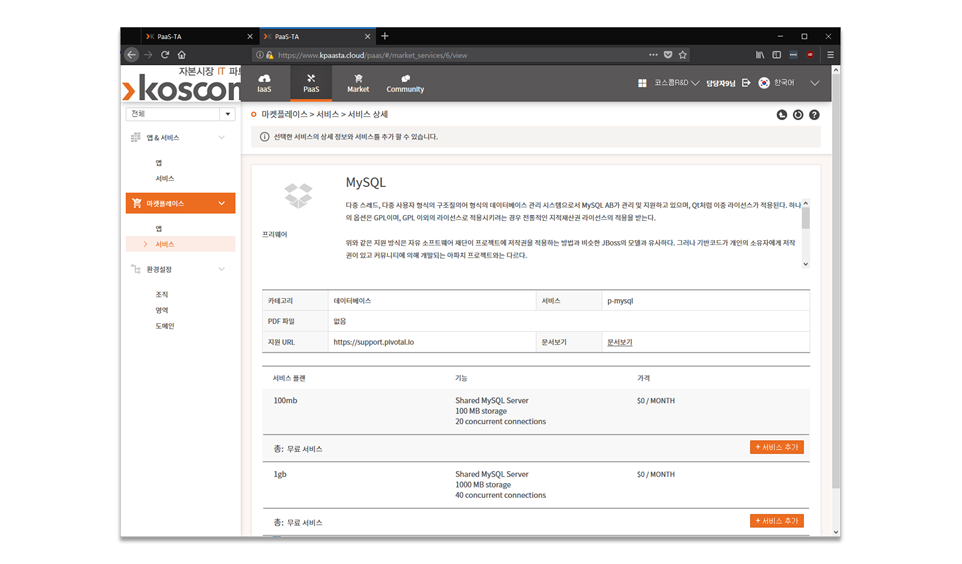 PaaS-TA
PaaS-TA
https://www.kpaasta.cloud/paas/#/market_services/6/view
자본시장 IT 파트
koscom
IaaS
PaaS
Market
Community
코스콤R&D
담당자9님
한국어
전체
앱 & 서비스
앱
서비스
마켓플레이스
앱
서비스
환경설정
조직
영역
도메인
마켓플레이스 > 서비스 > 서비스 상세
선택한 서비스의 상세 정보와 서비스를 추가 할 수 있습니다.
MySQL
프리웨어
다중 스레드, 다중 사용자 형식의 구조질의어 형식의 데이터베이스 관리 시스템으로서 MySQL AB가 관리 및 지원하고 있으며, Qt처럼 이중 라이선스가 적용된다. 하나
의 옵션은 GPL이며, GPL 이외의 라이선스로 적용시키려는 경우 전통적인 지적재산권 라이선스의 적용을 받는다.
위와 같은 지원 방식은 자유 소프트웨어 재단이 프로젝트에 저작권을 적용하는 방법과 비슷한 JBoss의 모델과 유사하다. 그러나 기반코드가 개인의 소유자에게 저작
권이 있고 커뮤니티에 의해 개발되는 아파치 프로젝트와는 다르다.
카테고리 데이터베이스 서비스 p-mysql
PDF 파일 없음
지원 URL https://support.pivotal.io 문서보기 문서보기
서비스 플랜 기능 가격
100mb Shared MySQL Server $0 / MONTH
100 MB storage
20 concurrent connections
총: 무료 서비스 + 서비스 추가
1gb Shared MySQL Server $0 / MONTH
1000 MB storage
40 concurrent connections
총: 무료 서비스 + 서비스 추가